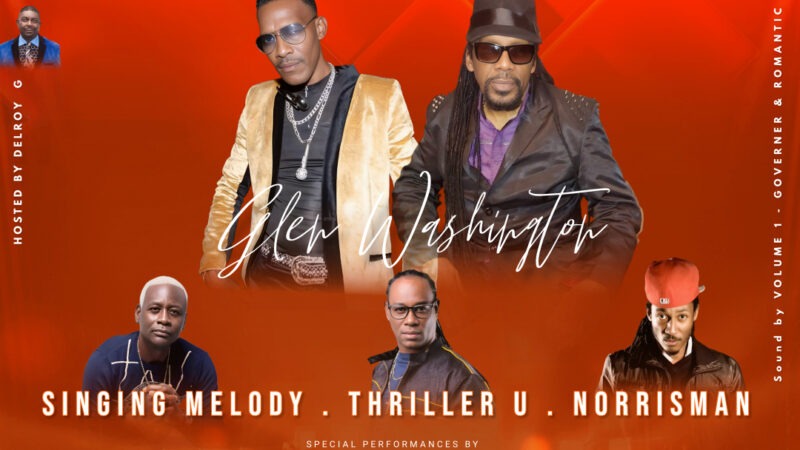 HOSTED BY DELROY G
Glen Washington
Sound by VOLUME 1 - GOVERNER & ROMANTIC
SINGING MELODY . THRILLER U . NORRISMAN
SPECIAL PERFORMANCES BY